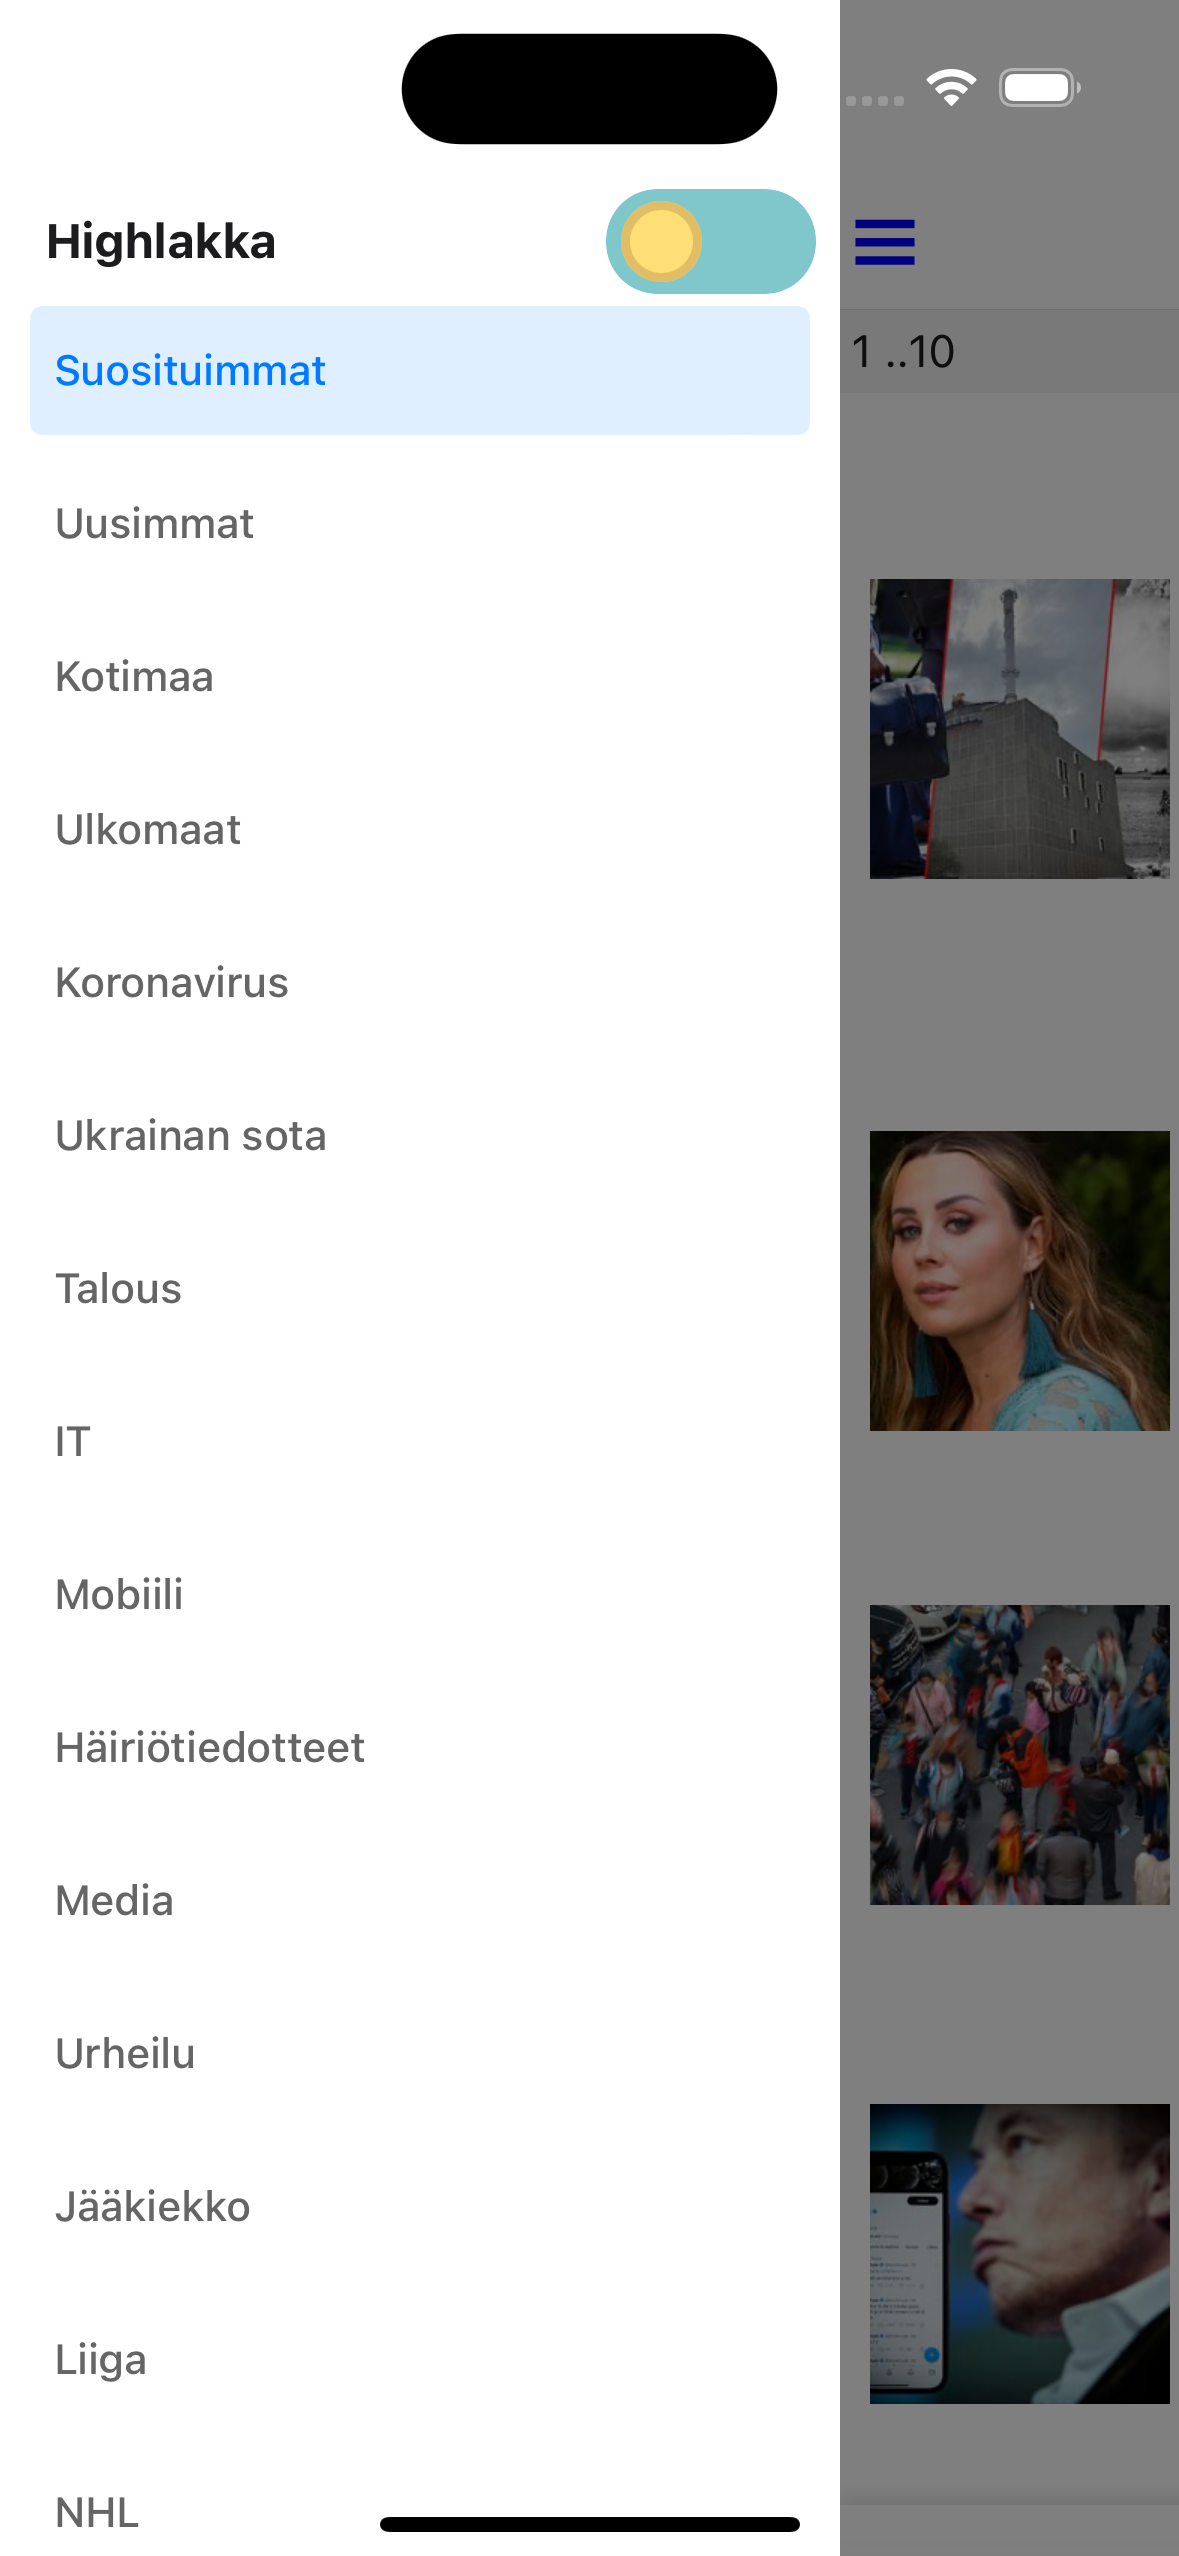 Highlakka
1 ..10
Suosituimmat
Uusimmat
Kotimaa
Ulkomaat
Koronavirus
Ukrainan sota
Talous
IT
Mobiili
Häiriötiedotteet
Media
Urheilu
Jääkiekko
Liiga
NHL